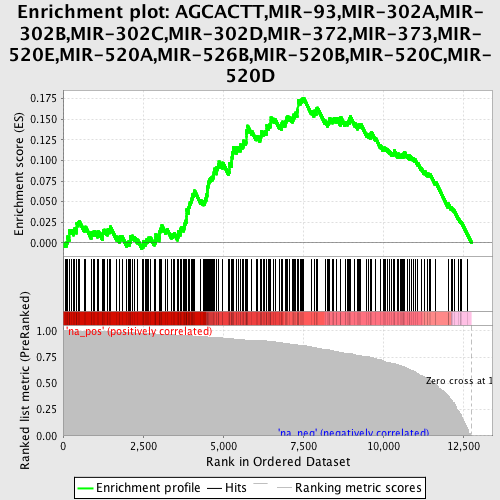 Enrichment plot: AGCACTT,MIR-93,MIR-302A,MIR-
302B,MIR-302C,MIR-302D,MIR-372,MIR-373,MIR-
520E,MIR-520A,MIR-526B,MIR-520B,MIR-520C,MIR-
520D
Enrichment score (ES)
0.175
0.150
0.125
0.100
0.075
0.050
0.025
0.000
Ranked list metric (PreRanked)
'na_pos' (positively correlated)
1.00
0.75
0.50
0.25
0.00
Zero cross at 1
'na_neg' (negatively correlated)
0
2,500
5,000
7,500
10,000
12,500
Rank in Ordered Dataset
Enrichment profile
Hits
Ranking metric scores